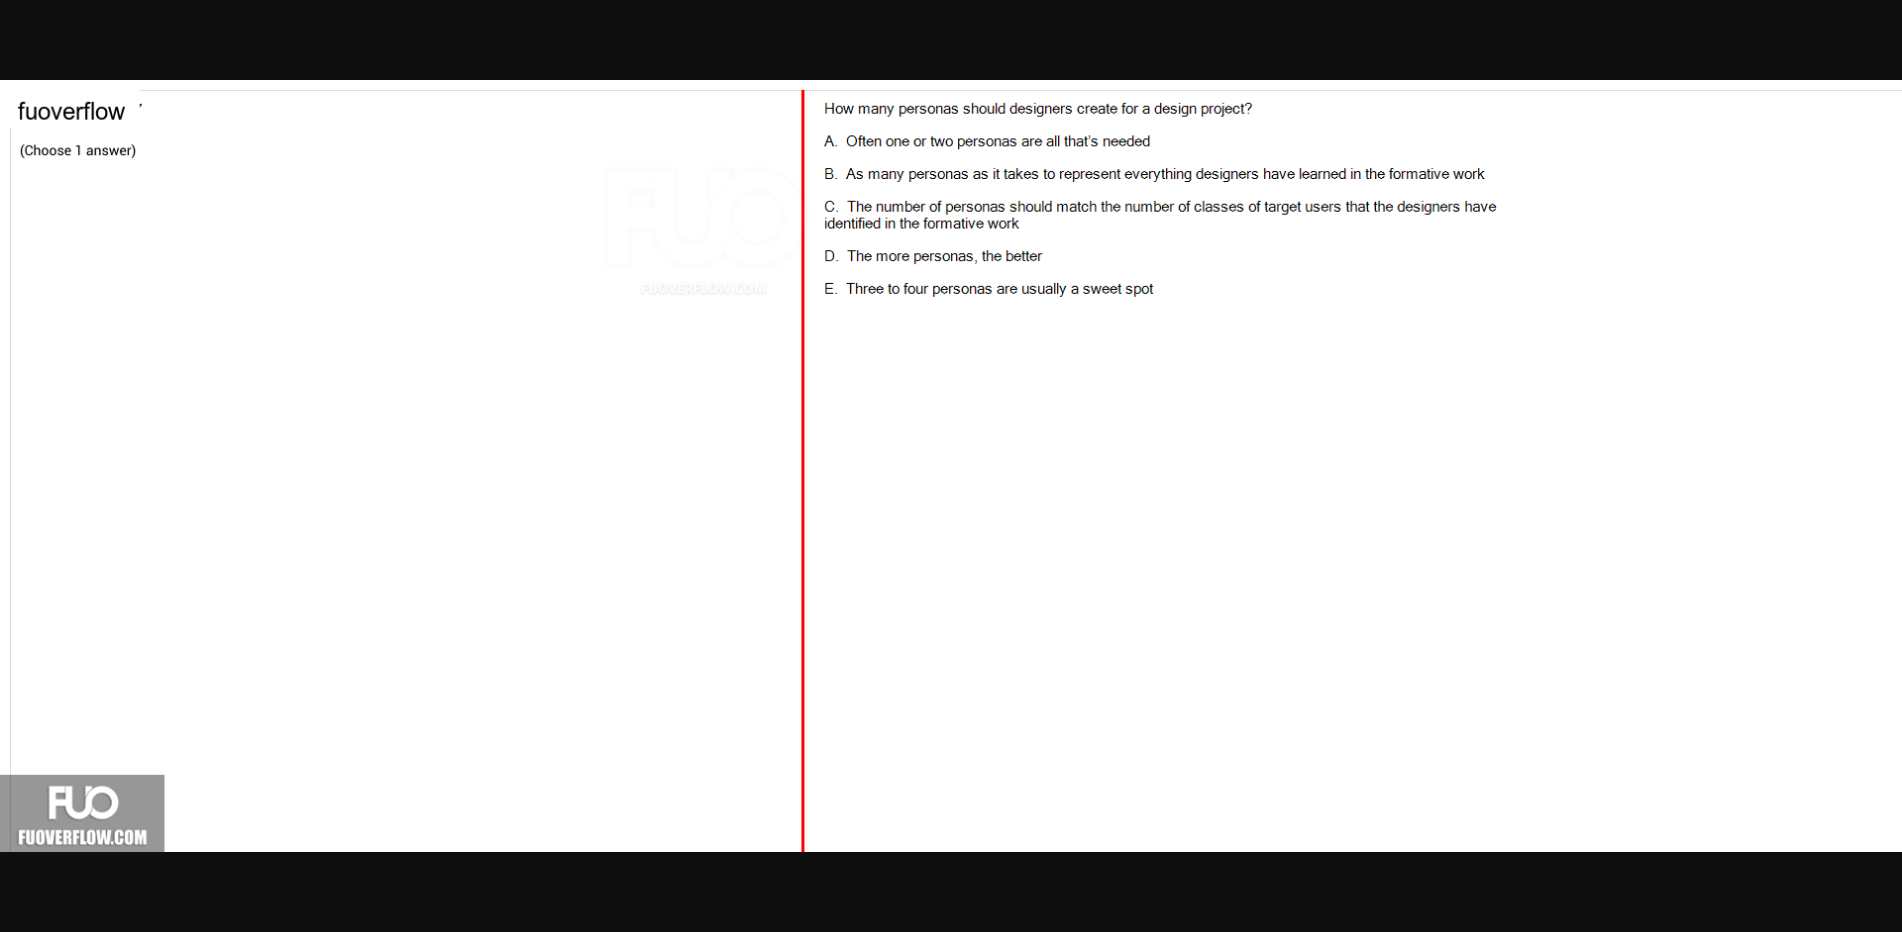 fuoverflow
(Choose 1 answer)
How many personas should designers create for a design project?
A. Often one or two personas are all that's needed
B. As many personas as it takes to represent everything designers have learned in the formative work
C. The number of personas should match the number of classes of target users that the designers have
identified in the formative work
D. The more personas, the better
E. Three to four personas are usually a sweet spot
FUO
FUOVERFLOW.COM
FUO
FUOVERFLOW.COM